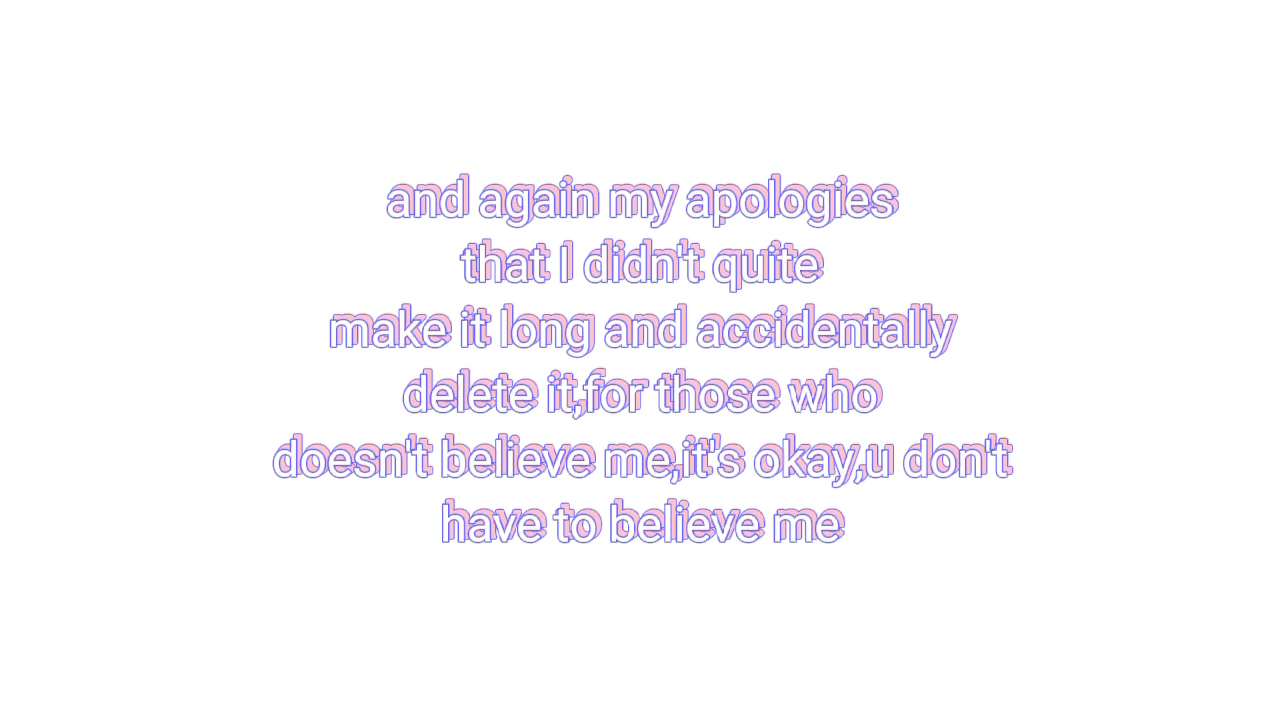 and again my apologies
that I didn't quite
make it long and accidentally
delete it,for those who
doesn't believe me,it's okay,u don't
have to believe me